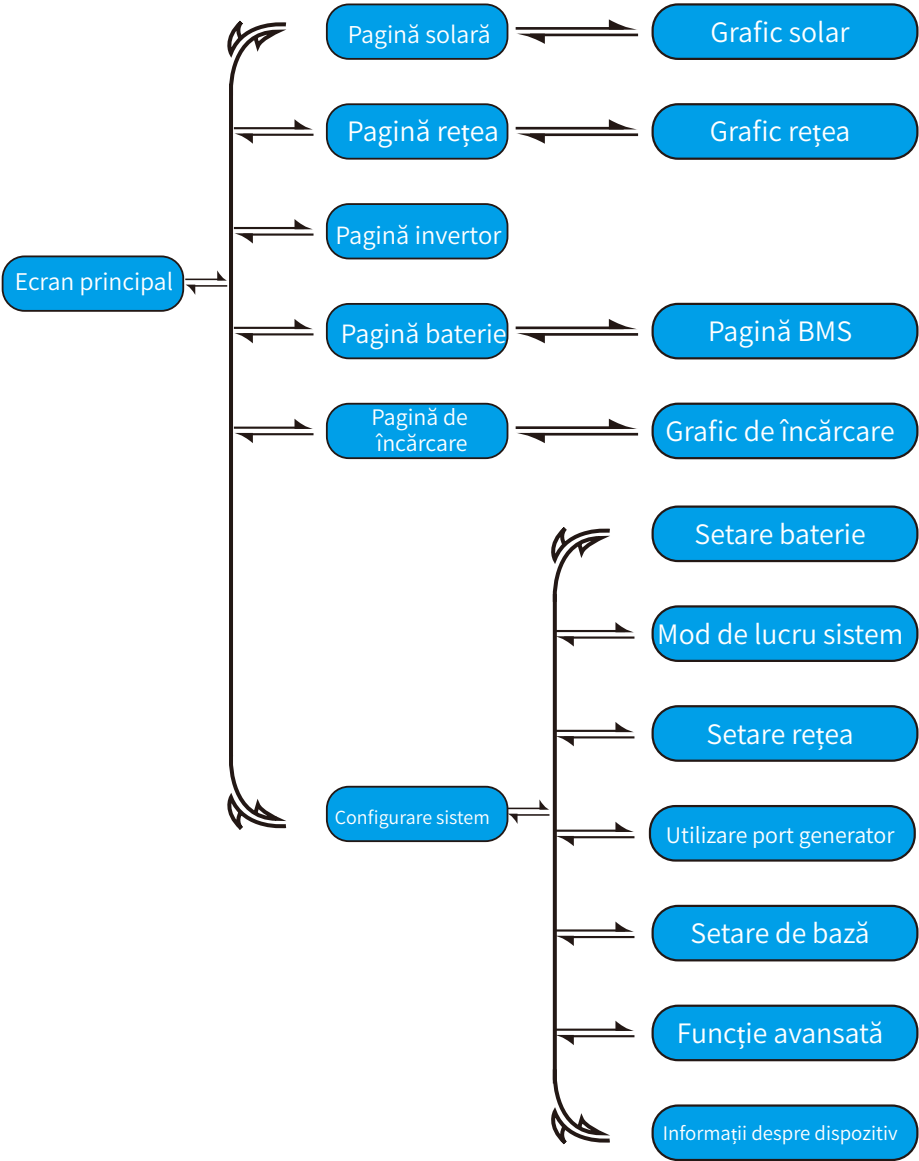 Pagină solară
Grafic solar
Pagină rețea
Grafic rețea
Pagină invertor
Ecran principal
Pagină baterie
Pagină BMS
Pagină de
încărcare
Grafic de încărcare
Setare baterie
Mod de lucru sistem
Setare rețea
Configurare sistem
Utilizare port generator
Setare de bază
Funcție avansată
Informații despre dispozitiv